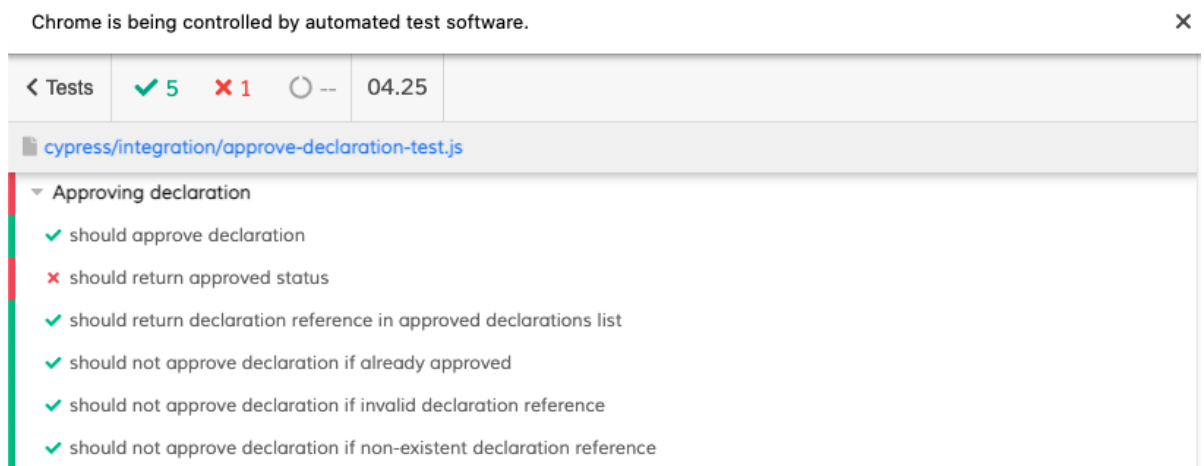 Chrome is being controlled by automated test software.
Tests 5 1 -- 04.25
cypress/integration/approve-declaration-test.js
Approving declaration
should approve declaration
should return approved status
should return declaration reference in approved declarations list
should not approve declaration if already approved
should not approve declaration if invalid declaration reference
should not approve declaration if non-existent declaration reference